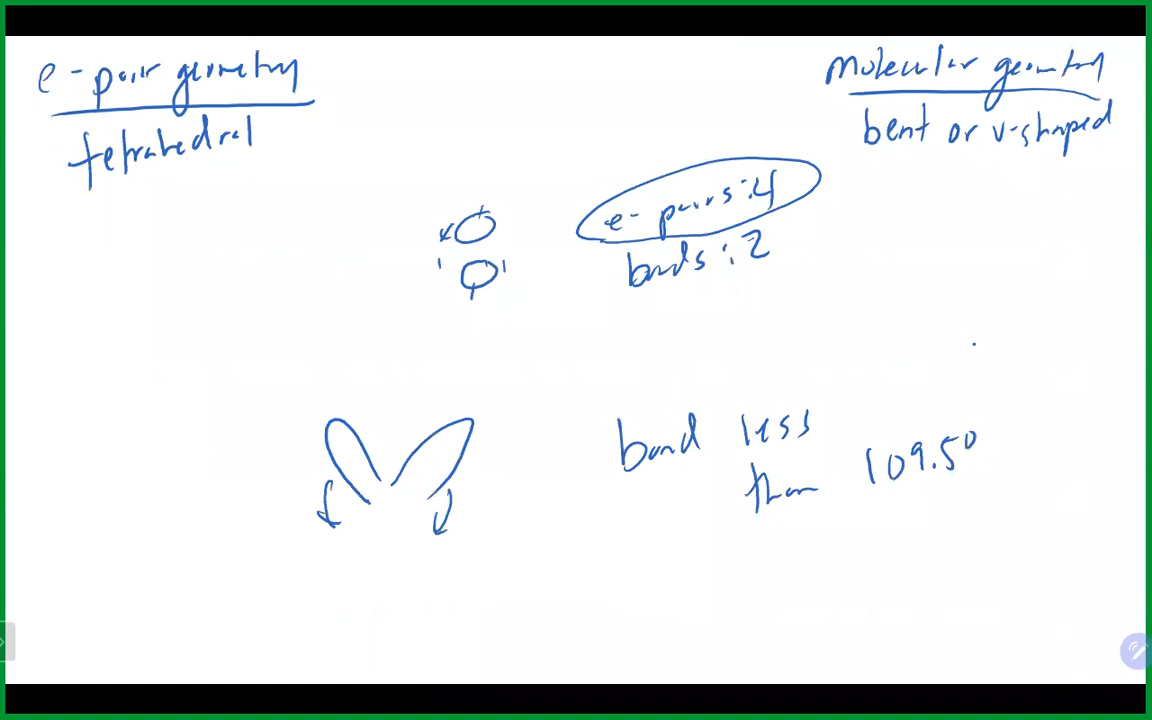 e-pair geometry
tetrahedral
molecular geometry
bent or v-shaped
e- pairs:4
bonds:2
bond less
than 109.5°